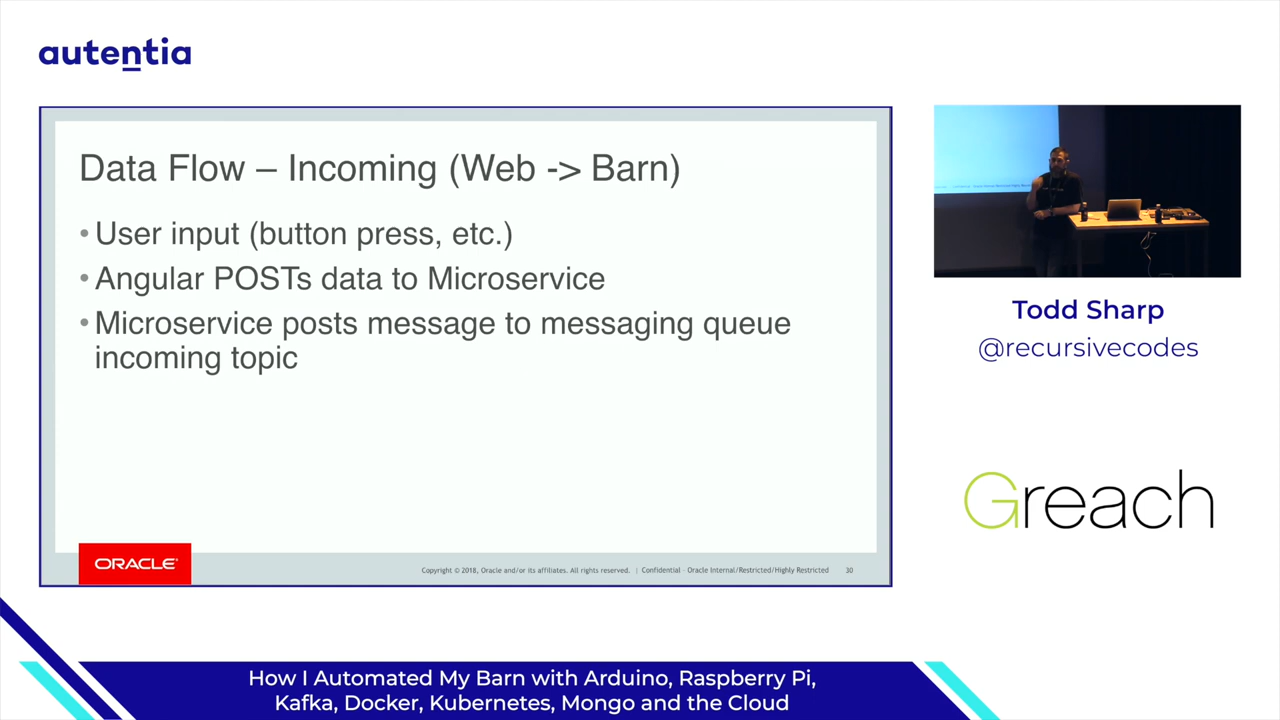 autentia
Data Flow – Incoming (Web -> Barn)
• User input (button press, etc.)
• Angular POSTs data to Microservice
• Microservice posts message to messaging queue
incoming topic
ORACLE
Copyright © 2018, Oracle and/or its affiliates. All rights reserved. | Confidential - Oracle Internal/Restricted/Highly Restricted 30
Todd Sharp
@recursivecodes
Greach
How I Automated My Barn with Arduino, Raspberry Pi,
Kafka, Docker, Kubernetes, Mongo and the Cloud